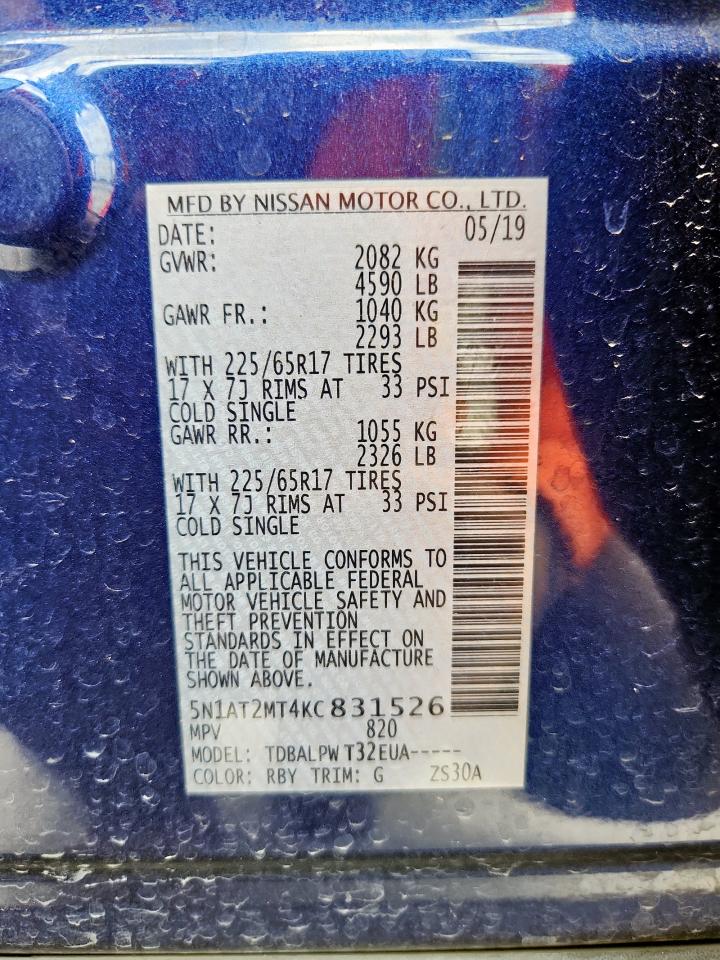 MFD BY NISSAN MOTOR CO., LTD.
DATE: 05/19
GVWR: 2082 KG
4590 LB
GAWR FR.: 1040 KG
2293 LB
WITH 225/65R17 TIRES
17 X 7J RIMS AT 33 PSI
COLD SINGLE
GAWR RR.: 1055 KG
2326 LB
WITH 225/65R17 TIRES
17 X 7J RIMS AT 33 PSI
COLD SINGLE
THIS VEHICLE CONFORMS TO
ALL APPLICABLE FEDERAL
MOTOR VEHICLE SAFETY AND
THEFT PREVENTION
STANDARDS IN EFFECT ON
THE DATE OF MANUFACTURE
SHOWN ABOVE.
5N1AT2MT4KC831526
MPV 820
MODEL: TDBALPW T32EUA-----
COLOR: RBY TRIM: G ZS30A